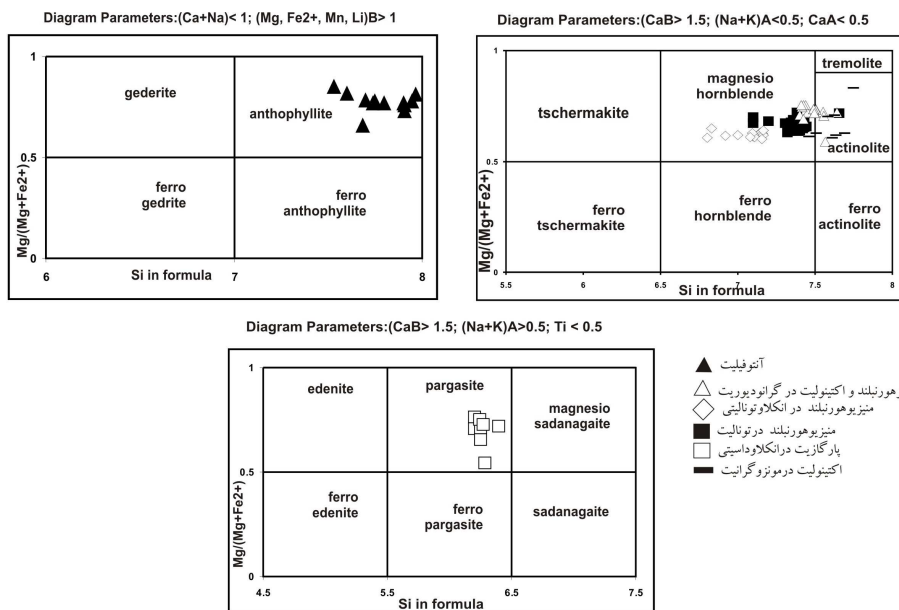 Diagram Parameters:(Ca+Na)< 1; (Mg, Fe2+, Mn, Li)B> 1
Mg/(Mg+Fe2+)
1
0.5
0
gederite
anthophyllite
ferro
gedrite
ferro
anthophyllite
6
7
8
Si in formula
Diagram Parameters:(CaB> 1.5; (Na+K)A<0.5; CaA< 0.5
Mg/(Mg+Fe2+)
1
0.5
0
tschermakite
magnesio
hornblende
tremolite
actinolite
ferro
tschermakite
ferro
hornblende
ferro
actinolite
5.5
6
6.5
7
7.5
8
Si in formula
Diagram Parameters:(CaB> 1.5; (Na+K)A>0.5; Ti < 0.5
Mg/(Mg+Fe2+)
1
0.5
0
edenite
pargasite
magnesio
sadanagaite
ferro
edenite
ferro
pargasite
sadanagaite
4.5
5.5
6.5
7.5
Si in formula
آنتوفیلیت
هورنبلند و اکتینولیت در گرانودیوریت
منیزیوهورنبلند در انکلاوتونالیتی
منیزیوهورنبلند درتونالیت
پارگازیت درانکلاوداسیتی
اکتینولیت درمونزوگرانیت